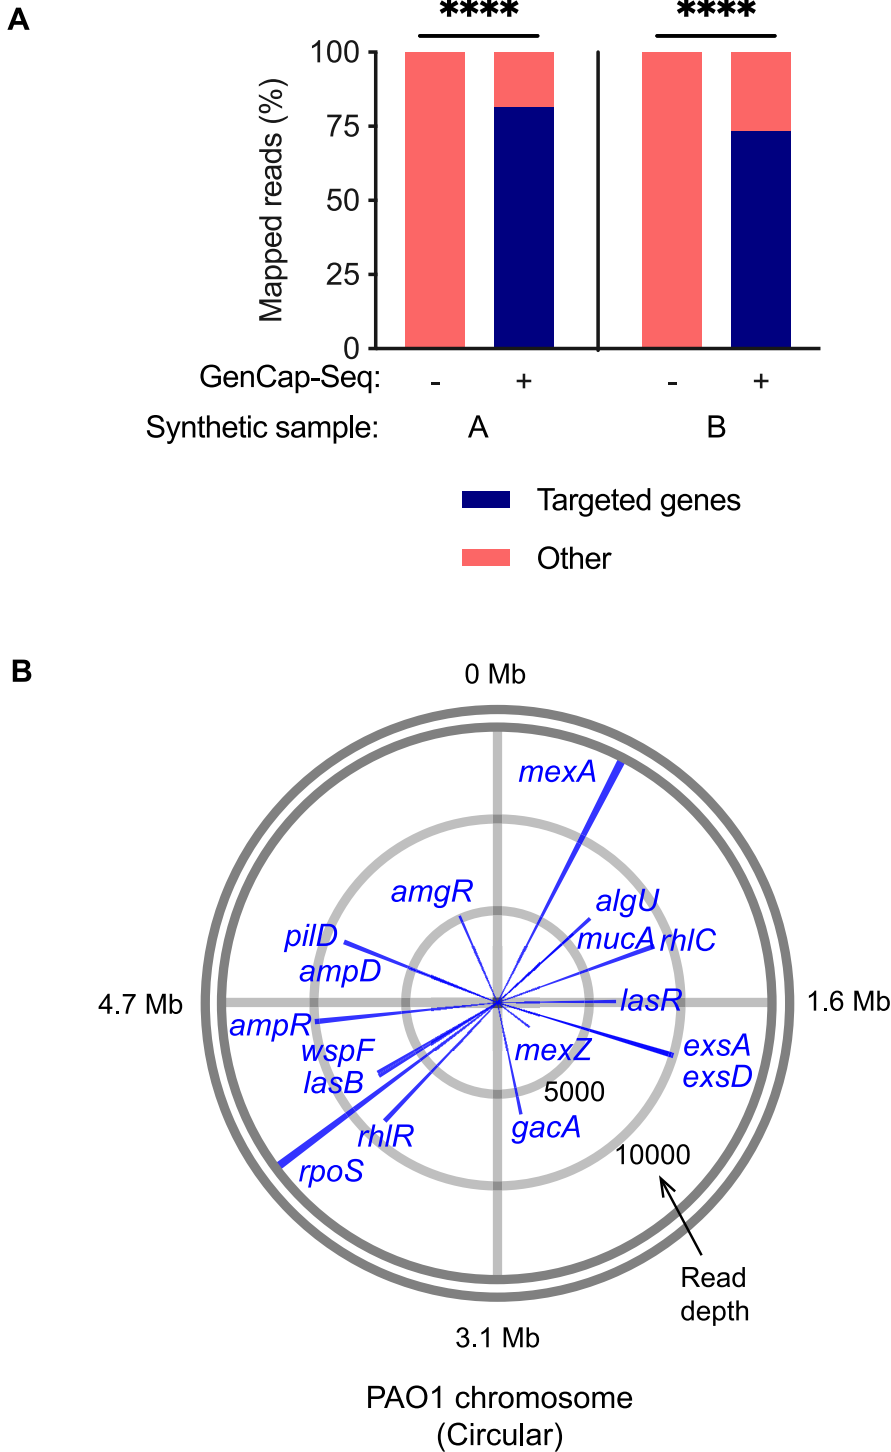 A
**** ****
100
75
50
25
0
Mapped reads (%)
GenCap-Seq: - + - +
Synthetic sample: A B
Targeted genes
Other
B
0 Mb
mexA
amgR
algU
pilD
mucA rhlC
ampD
4.7 Mb
lasR
1.6 Mb
ampR
wspF
mexZ
exsA
lasB
exsD
5000
rhlR
gacA
rpoS
10000
Read
depth
3.1 Mb
PAO1 chromosome
(Circular)